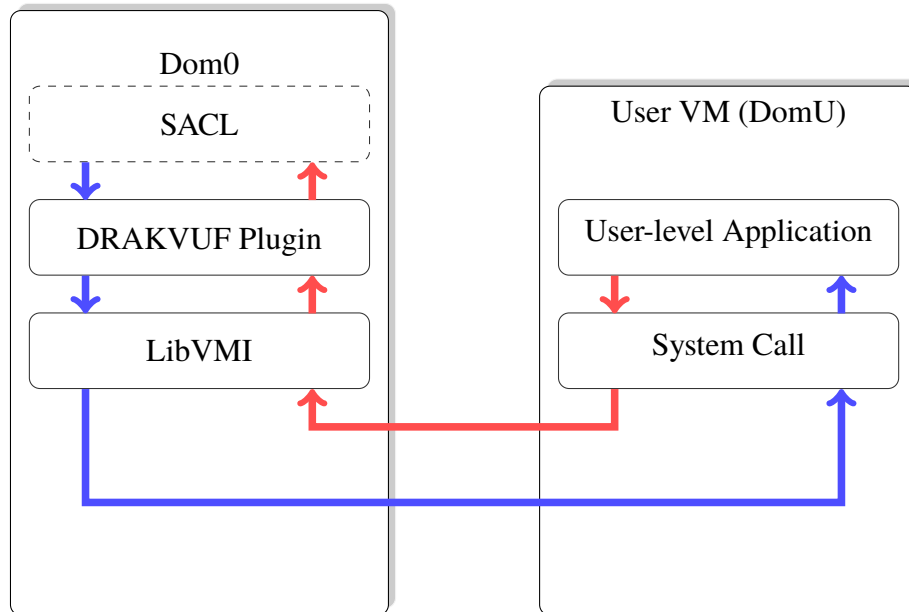 Dom0
SACL
DRAKVUF Plugin
LibVMI
User VM (DomU)
User-level Application
System Call